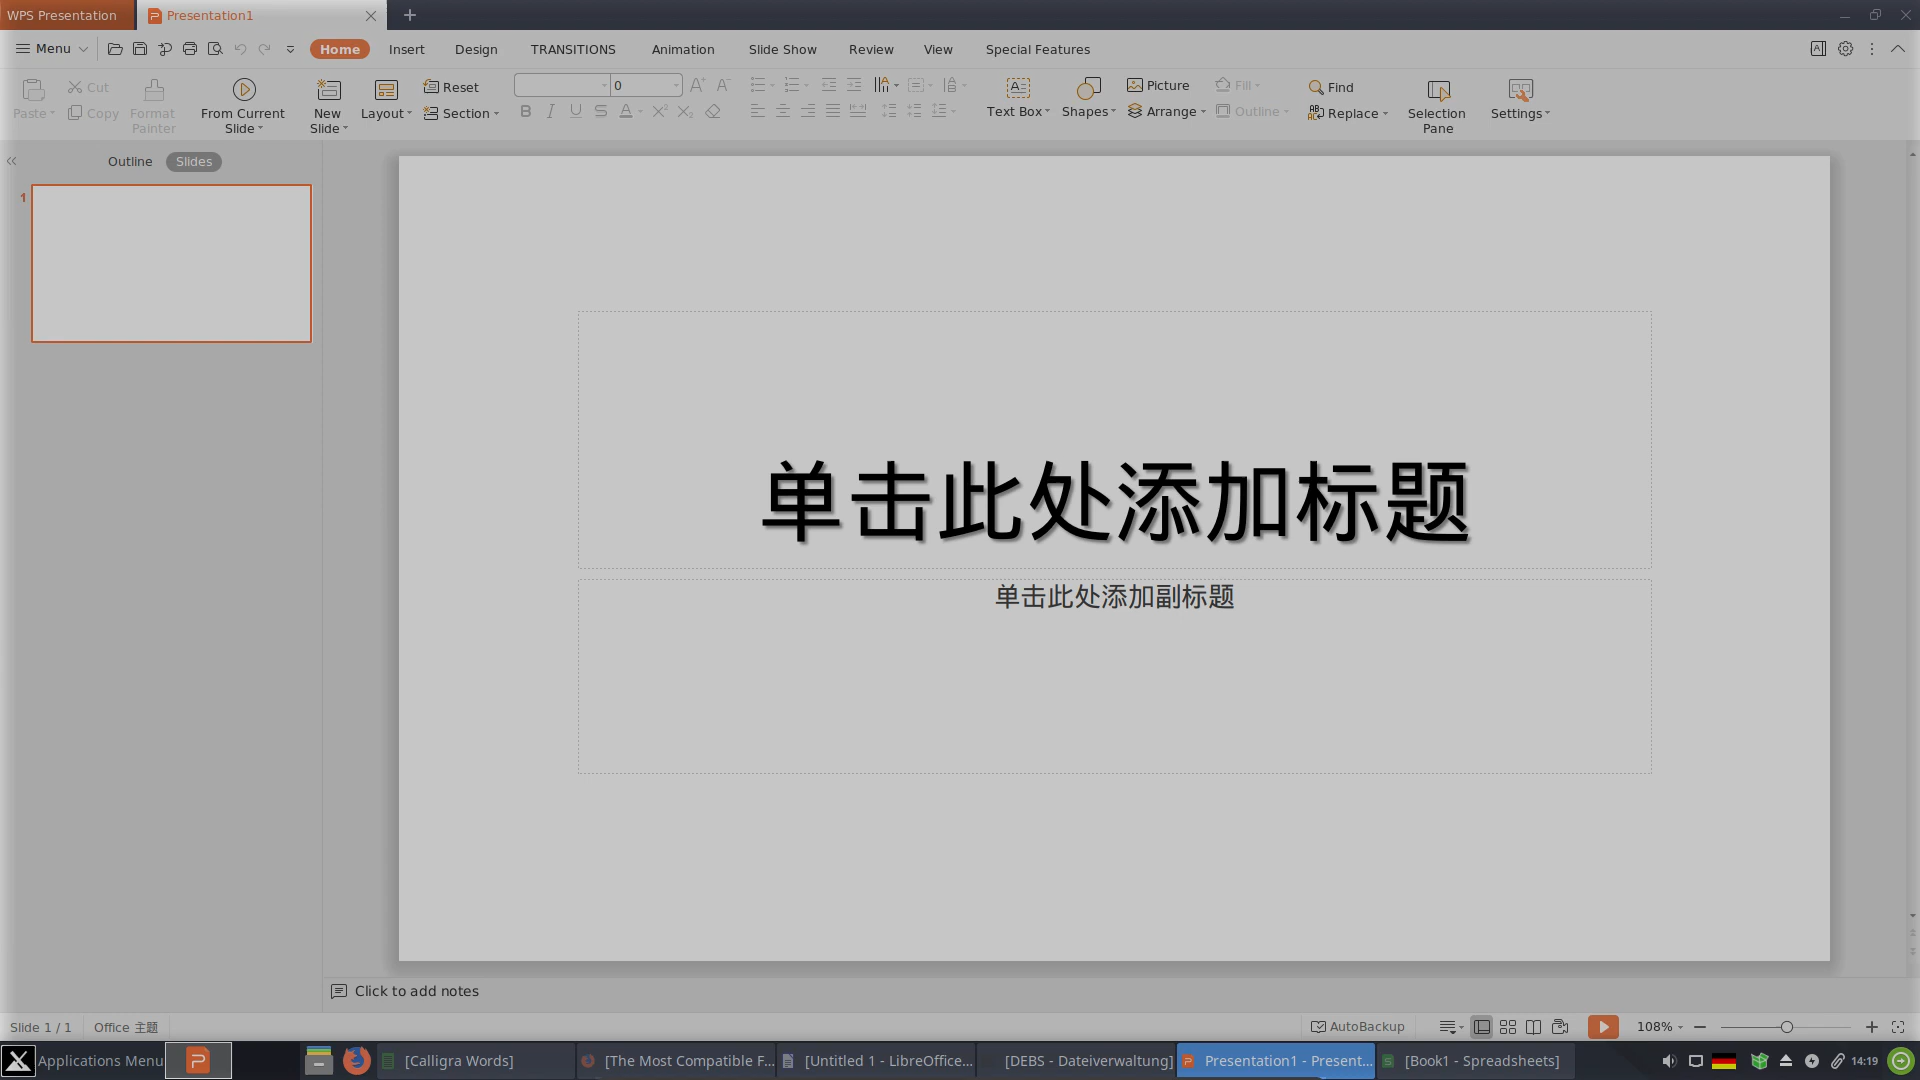 WPS Presentation
Presentation1
Menu
Home
Insert
Design
TRANSITIONS
Animation
Slide Show
Review
View
Special Features
Paste
Cut
Copy
Format
Painter
From Current
Slide
New
Slide
Layout
Reset
Section
0
Text Box
Shapes
Picture
Arrange
Fill
Outline
Find
Replace
Selection
Pane
Settings
Outline
Slides
1
单击此处添加标题
单击此处添加副标题
Click to add notes
Slide 1 / 1
Office 主题
AutoBackup
108%
Applications Menu
[Calligra Words]
[The Most Compatible F...
[Untitled 1 - LibreOffice...
[DEBS - Dateiverwaltung]
Presentation1 - Present...
[Book1 - Spreadsheets]
14:19